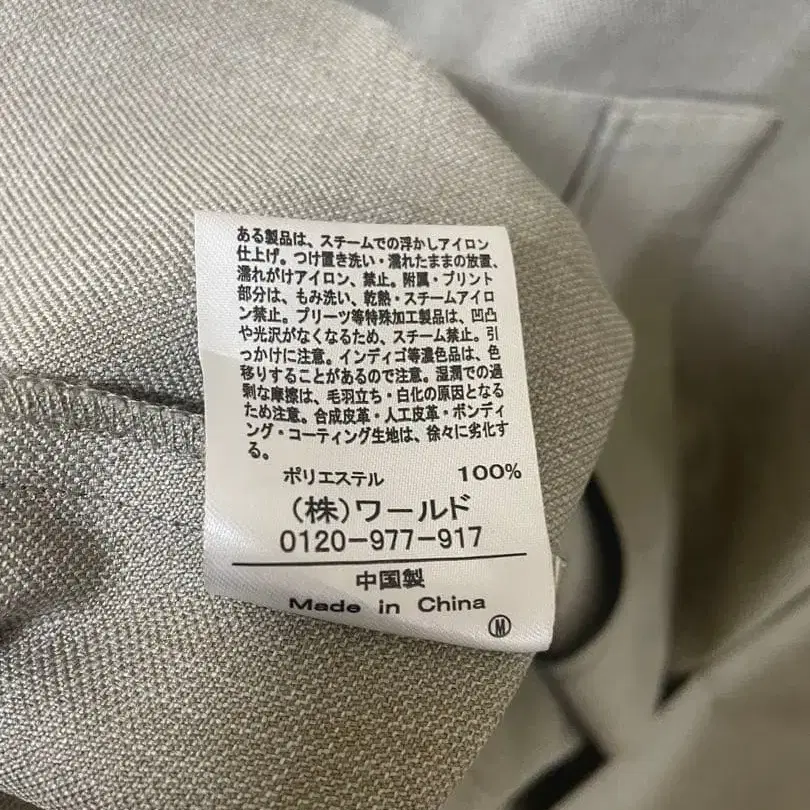 ある製品は、スチームでの浮かしアイロン
仕上げ。つけ置き洗い・濡れたままの放置、
濡れがけアイロン、禁止。附属・プリント
部分は、もみ洗い、乾熱・スチームアイロ
ン禁止。プリーツ等特殊加工製品は、凹凸
や光沢がなくなるため、スチーム禁止。引
っかけに注意。インディゴ等濃色品は、色
移りすることがあるので注意。湿潤での過
剰な摩擦は、毛羽立ち・白化の原因となる
ため注意。合成皮革・人工皮革・ボンディ
ング・コーティング生地は、徐々に劣化す
る。
ポリエステル 100%
(株)ワールド
0120-977-917
中国製
Made in China
Ⓜ